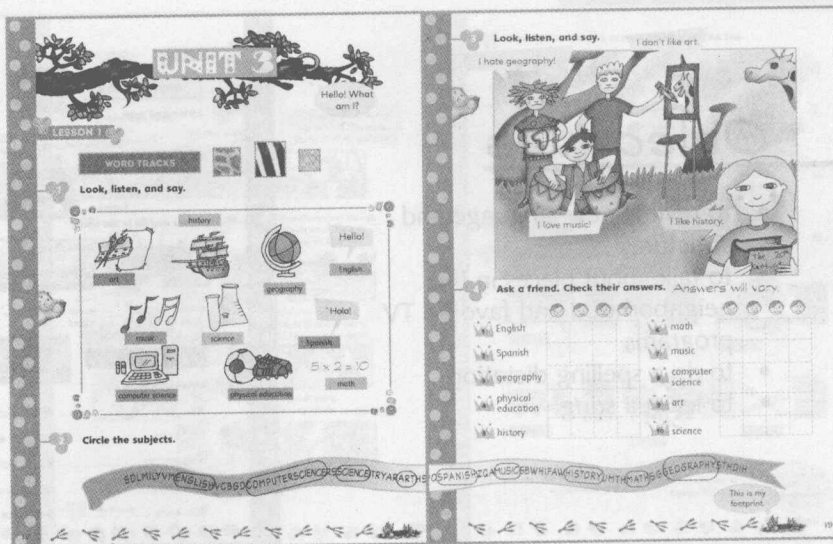 UNIT 3
Hello! What
am I?
LESSON 1
WORD TRACKS
Look, listen, and say.
history
art
geography
Hello!
English
music
science
¡Hola!
Spanish
computer science
physical education
5 x 2 = 10
math
Circle the subjects.
Look, listen, and say.
I don't like art.
I hate geography!
I love music!
I like history.
Ask a friend. Check their answers. Answers will vary.
English
Spanish
geography
physical
education
history
math
music
computer
science
art
science
This is my
footprint.